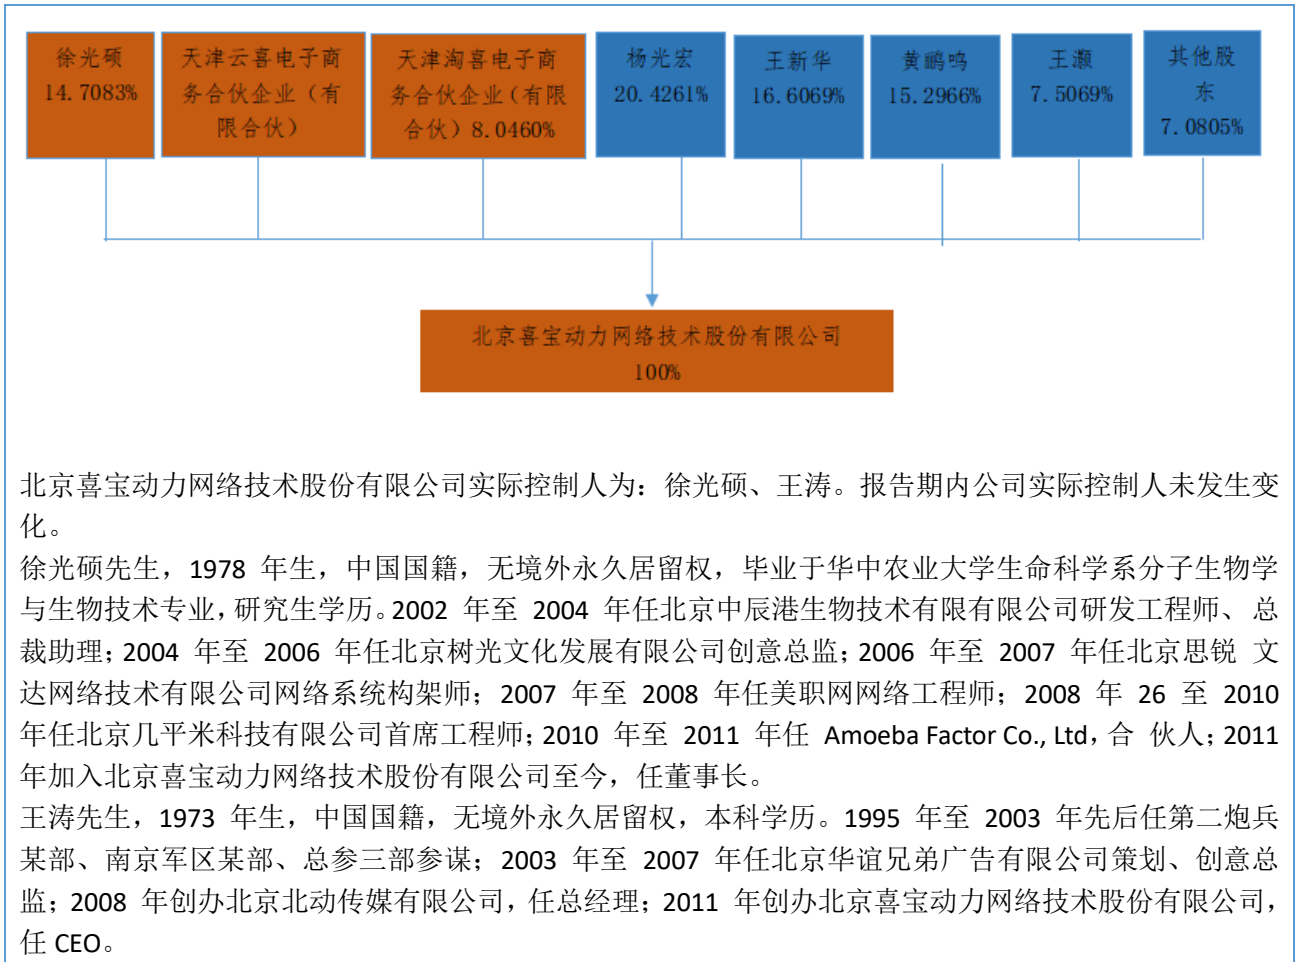 徐光硕
14.7083%
天津云喜电子商
务合伙企业（有
限合伙）
天津淘喜电子商
务合伙企业（有限
合伙）8.0460%
杨光宏
20.4261%
王新华
16.6069%
黄鹂鸣
15.2966%
王灏
7.5069%
其他股
东
7.0805%
北京喜宝动力网络技术股份有限公司
100%
北京喜宝动力网络技术股份有限公司实际控制人为：徐光硕、王涛。报告期内公司实际控制人未发生变
化。
徐光硕先生，1978 年生，中国国籍，无境外永久居留权，毕业于华中农业大学生命科学系分子生物学
与生物技术专业，研究生学历。2002 年至 2004 年任北京中辰港生物技术有限有限公司研发工程师、 总
裁助理；2004 年至 2006 年任北京树光文化发展有限公司创意总监；2006 年至 2007 年任北京思锐 文
达网络技术有限公司网络系统构架师；2007 年至 2008 年任美职网网络工程师；2008 年 26 至 2010
年任北京几平米科技有限公司首席工程师；2010 年至 2011 年任 Amoeba Factor Co., Ltd，合 伙人；2011
年加入北京喜宝动力网络技术股份有限公司至今，任董事长。
王涛先生，1973 年生，中国国籍，无境外永久居留权，本科学历。1995 年至 2003 年先后任第二炮兵
某部、南京军区某部、总参三部参谋；2003 年至 2007 年任北京华谊兄弟广告有限公司策划、创意总
监；2008 年创办北京北动传媒有限公司，任总经理；2011 年创办北京喜宝动力网络技术股份有限公司，
任 CEO。